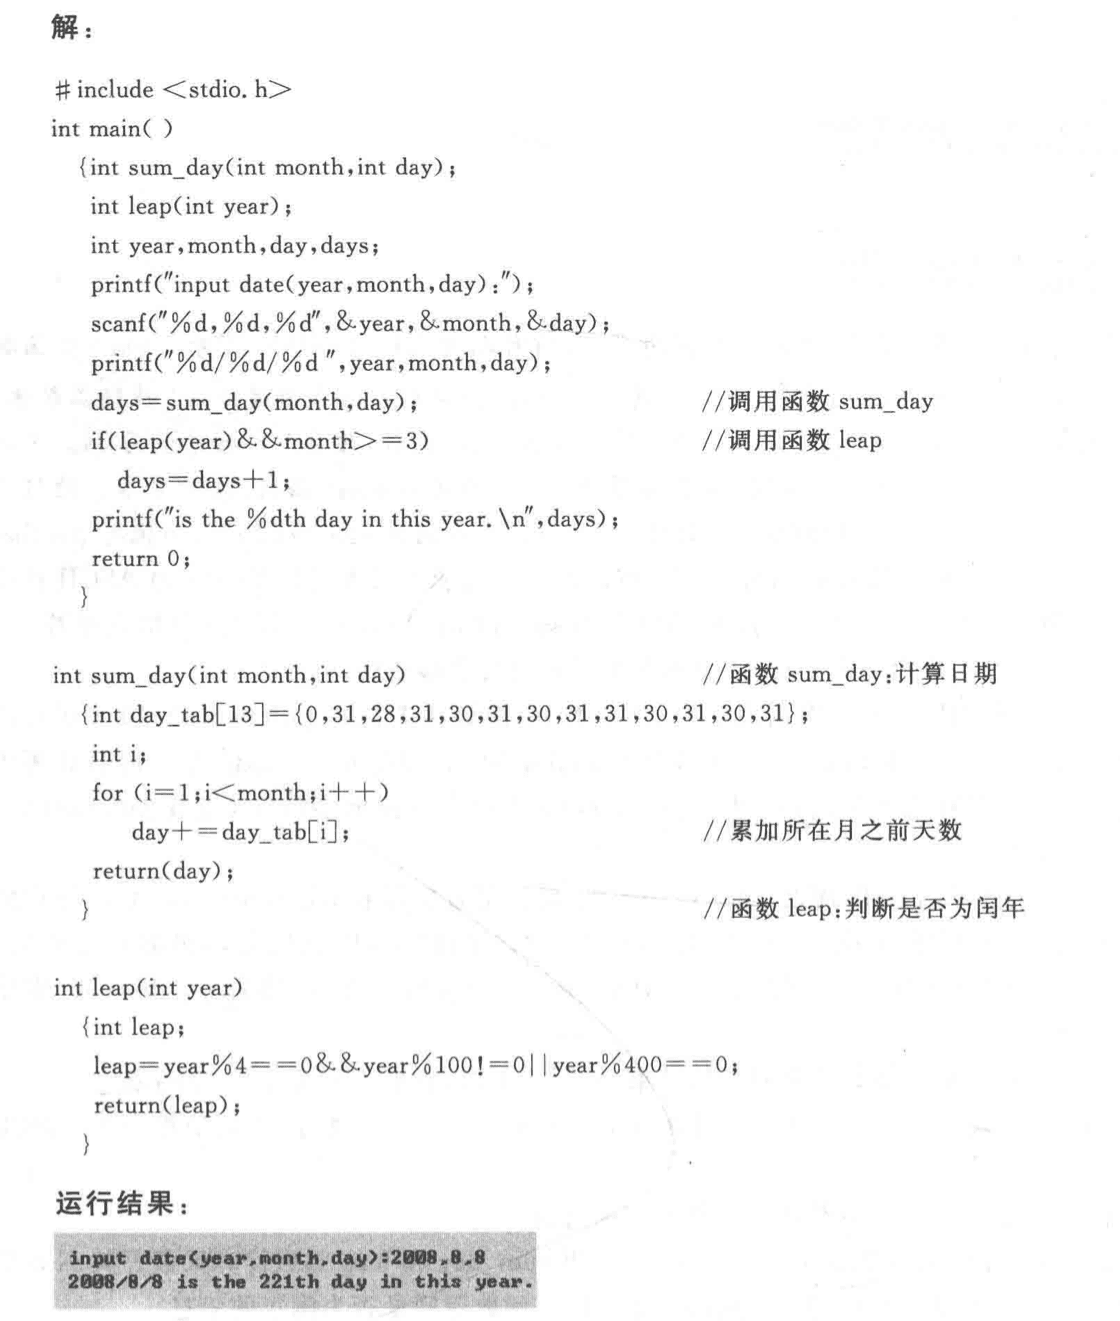 解：
#include <stdio.h>
int main( )
{int sum_day(int month,int day);
int leap(int year);
int year,month,day,days;
printf("input date(year,month,day):");
scanf("%d,%d,%d",&year,&month,&day);
printf("%d/%d/%d ",year,month,day);
days=sum_day(month,day); //调用函数 sum_day
if(leap(year)&&month>=3) //调用函数 leap
days=days+1;
printf("is the %dth day in this year.\n",days);
return 0;
}
int sum_day(int month,int day) //函数 sum_day:计算日期
{int day_tab[13]={0,31,28,31,30,31,30,31,31,30,31,30,31};
int i;
for (i=1;i<month;i++)
day+=day_tab[i]; //累加所在月之前天数
return(day);
} //函数 leap:判断是否为闰年
int leap(int year)
{int leap;
leap=year%4==0&&year%100!=0||year%400==0;
return(leap);
}
运行结果：
input date(year,month,day):2008,8,8
2008/8/8 is the 221th day in this year.